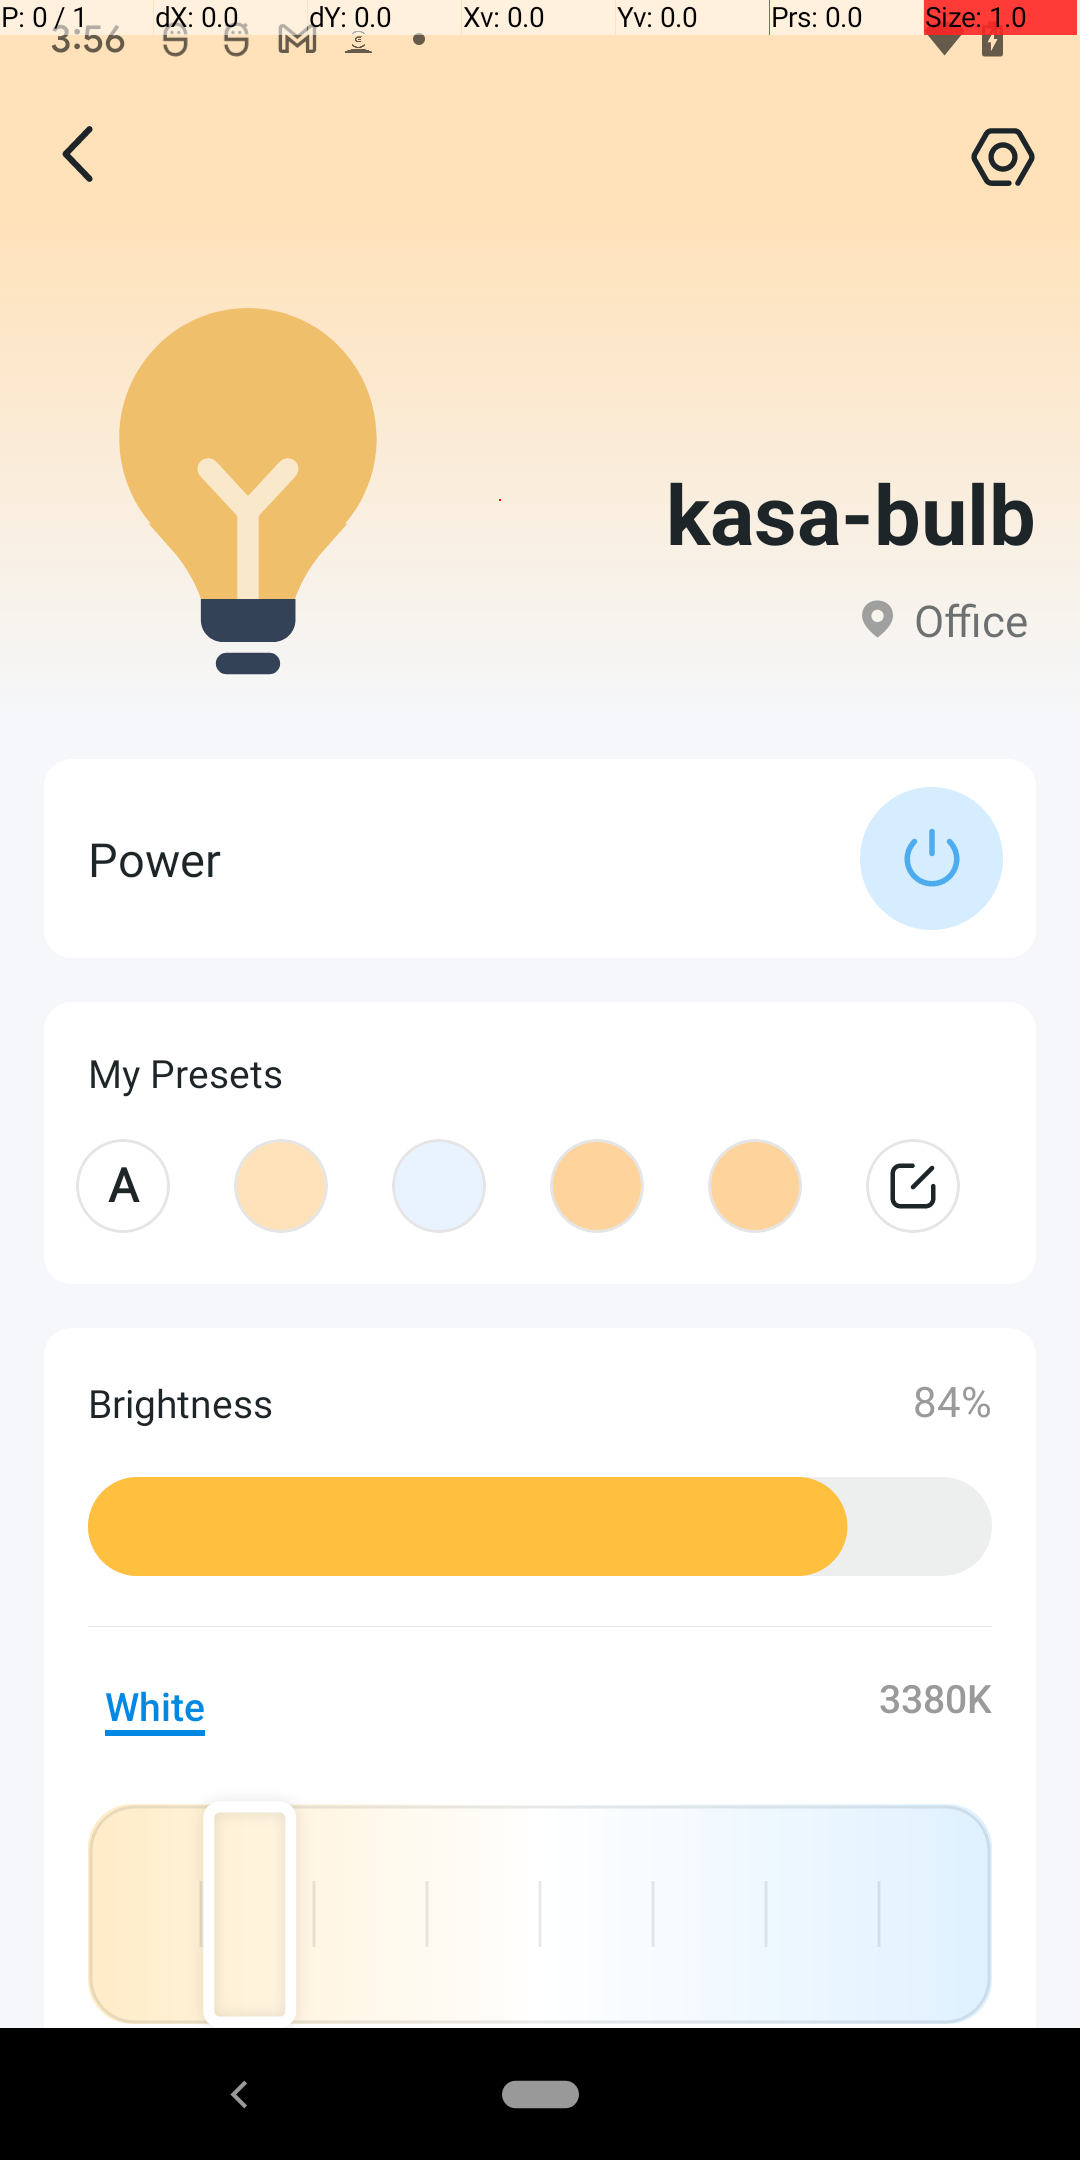 P: 0 / 1 dX: 0.0 dY: 0.0 Xv: 0.0 Yv: 0.0 Prs: 0.0 Size: 1.0
3:56
kasa-bulb
Office
Power
My Presets
A
Brightness 84%
White 3380K